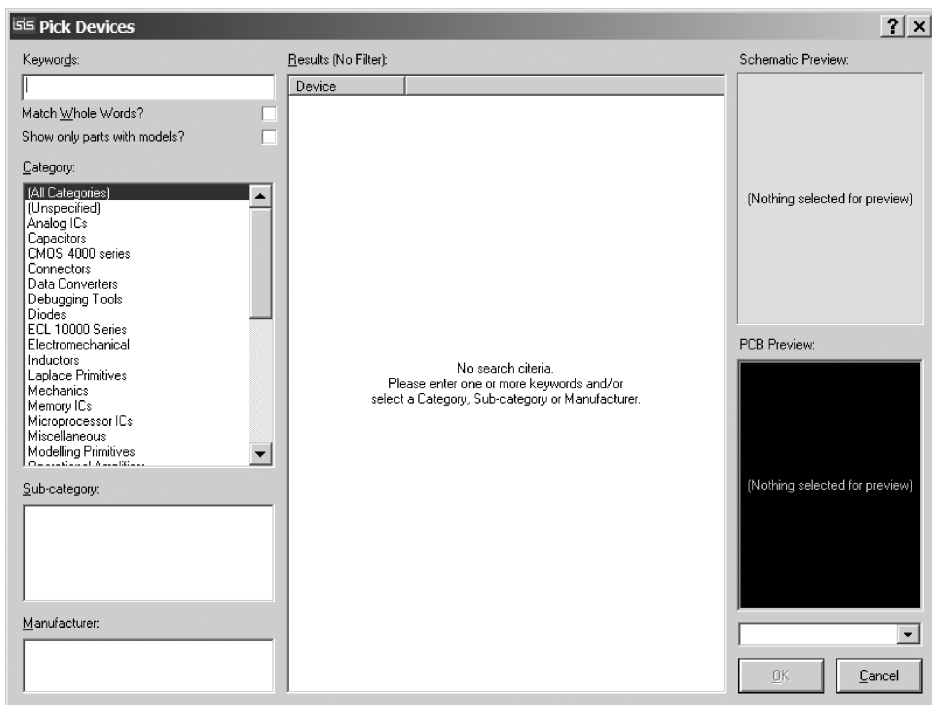 isis Pick Devices
Keywords:
Match Whole Words?
Show only parts with models?
Category:
(All Categories)
(Unspecified)
Analog ICs
Capacitors
CMOS 4000 series
Connectors
Data Converters
Debugging Tools
Diodes
ECL 10000 Series
Electromechanical
Inductors
Laplace Primitives
Mechanics
Memory ICs
Microprocessor ICs
Miscellaneous
Modelling Primitives
Sub-category:
Manufacturer:
Results (No Filter):
Device
No search citeria.
Please enter one or more keywords and/or
select a Category, Sub-category or Manufacturer.
Schematic Preview:
(Nothing selected for preview)
PCB Preview:
(Nothing selected for preview)
OK
Cancel